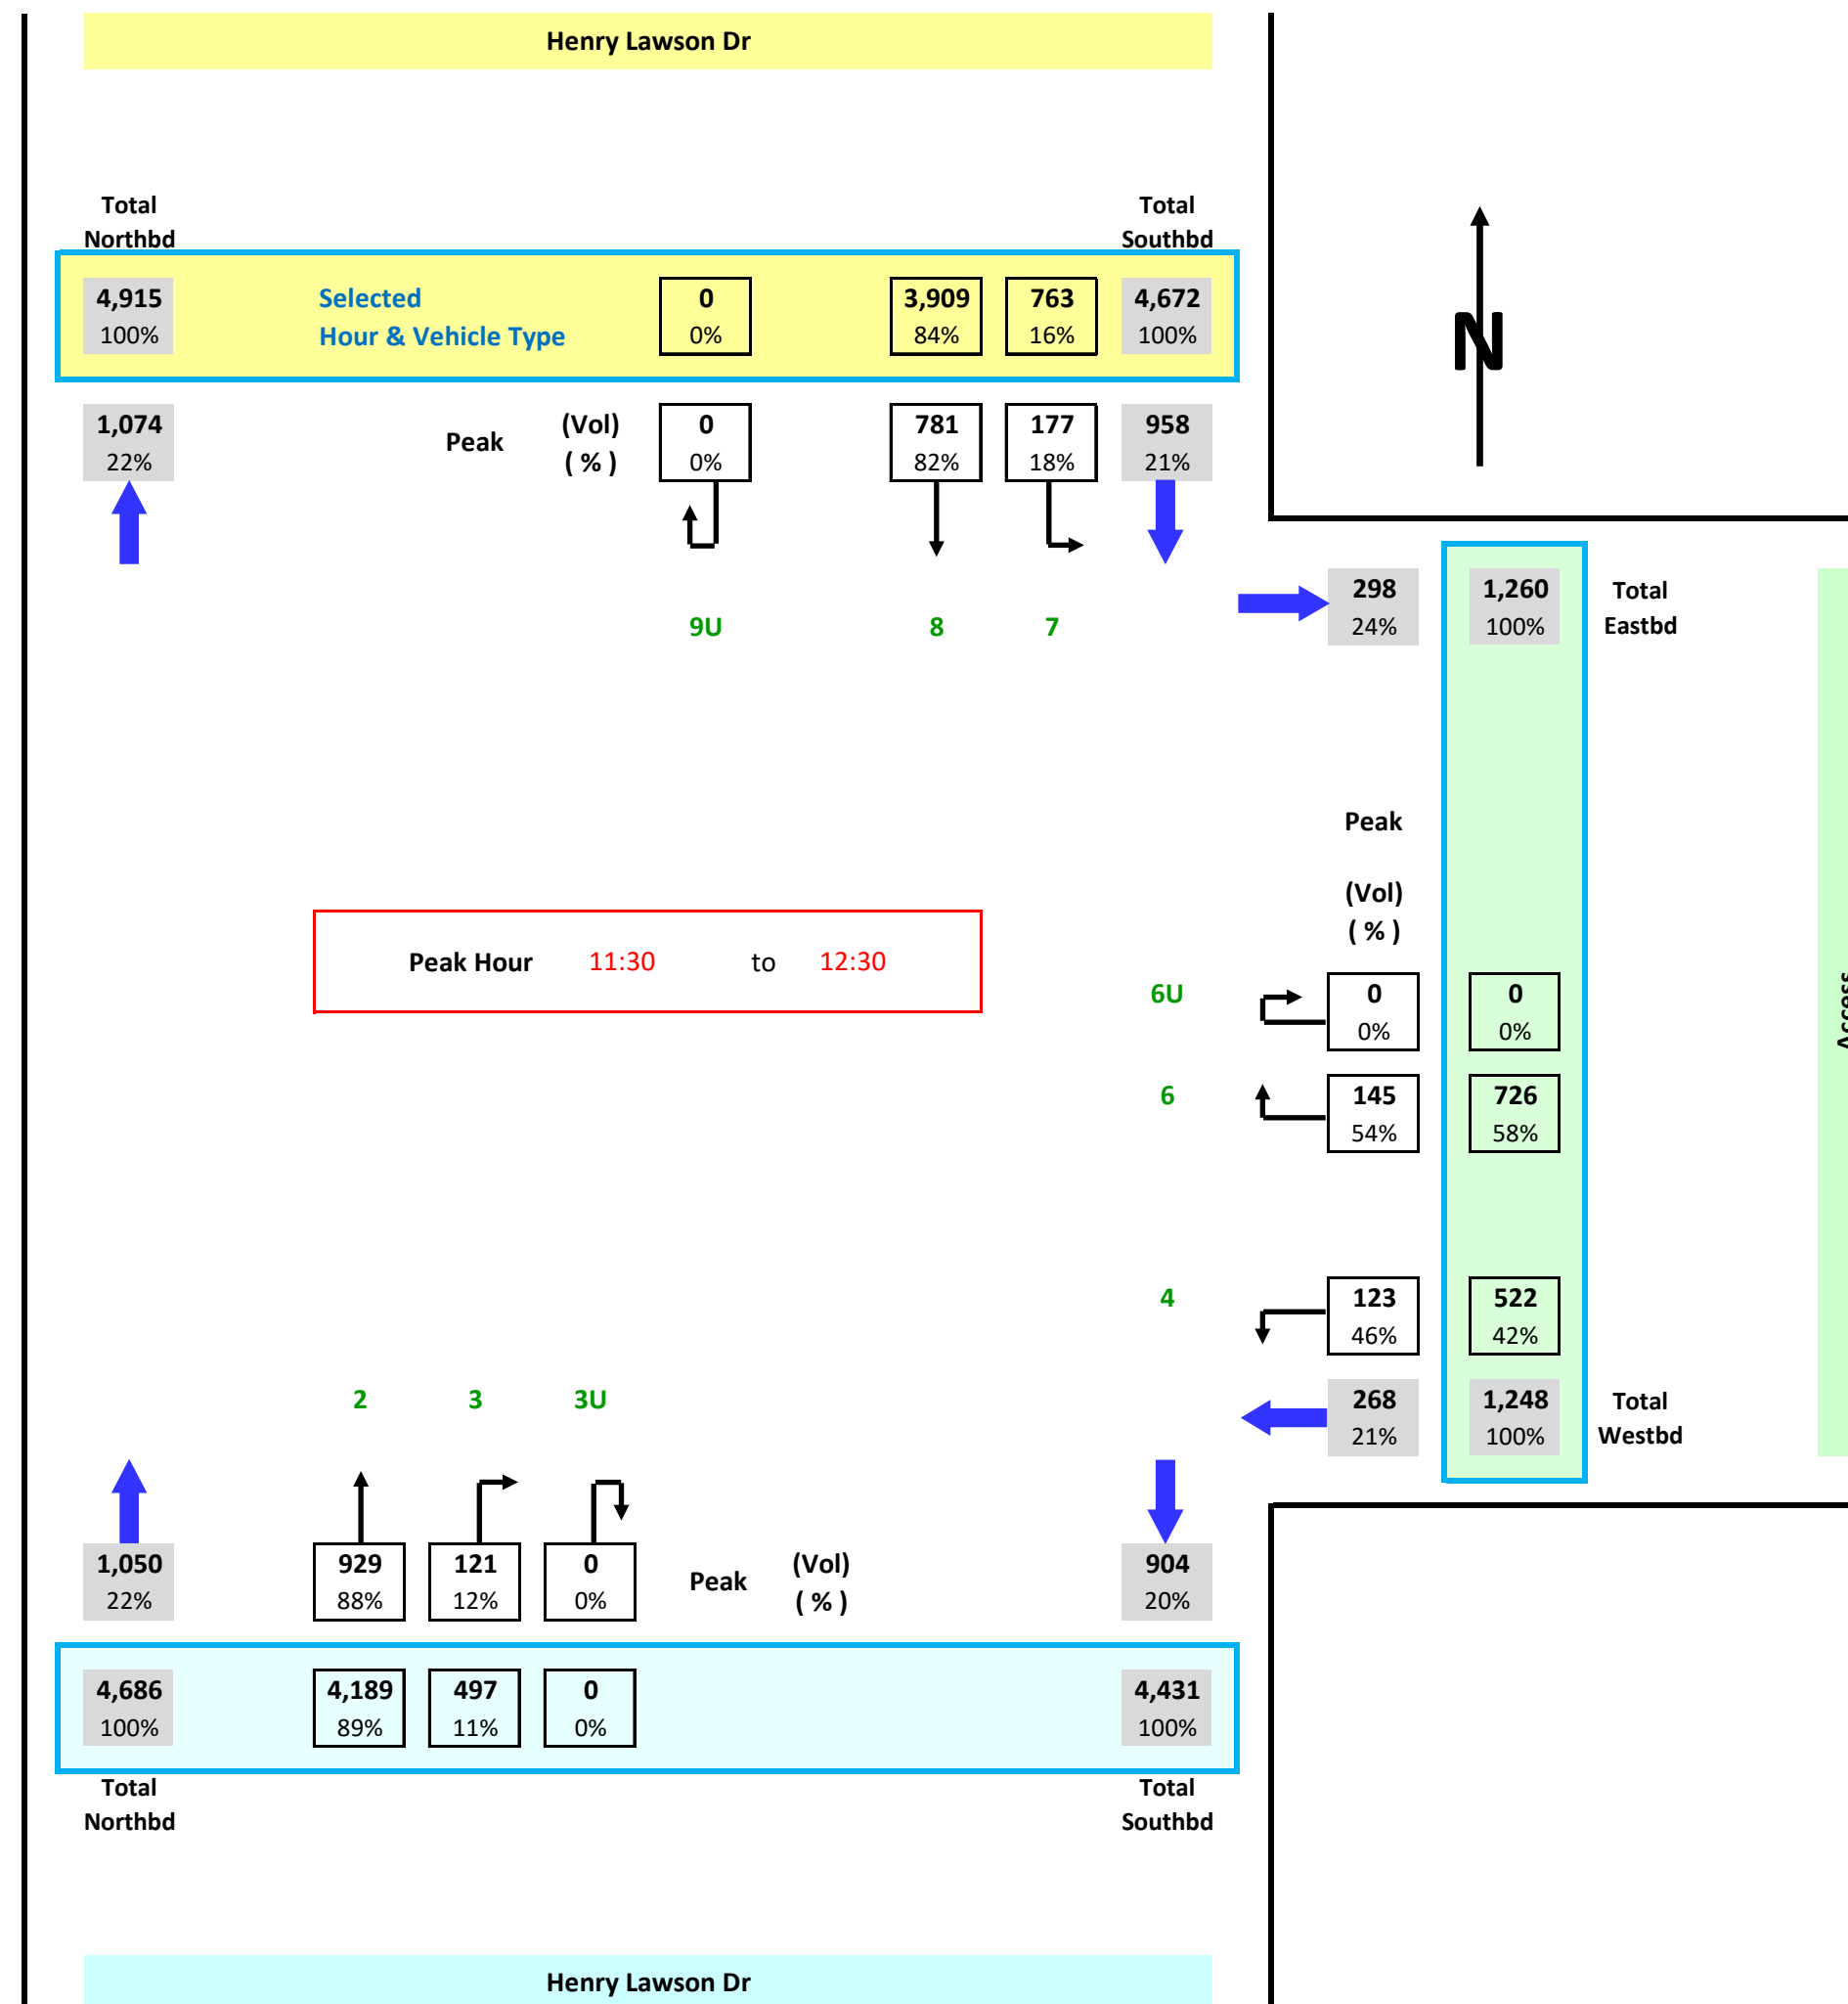 Henry Lawson Dr
Total Northbd
Total Southbd
4,915 Selected 0 3,909 763 4,672
100% Hour & Vehicle Type 0% 84% 16% 100%
1,074 Peak (Vol) 0 781 177 958
22% ( % ) 0% 82% 18% 21%
N
9U 8 7
298 1,260 Total
24% 100% Eastbd
Peak
(Vol)
( % )
Peak Hour 11:30 to 12:30
6U 0 0
0% 0%
6 145 726
54% 58%
Access
4 123 522
46% 42%
268 1,248 Total
21% 100% Westbd
2 3 3U
1,050 929 121 0 Peak (Vol) 904
22% 88% 12% 0% ( % ) 20%
4,686 4,189 497 0 4,431
100% 89% 11% 0% 100%
Total Northbd
Total Southbd
Henry Lawson Dr